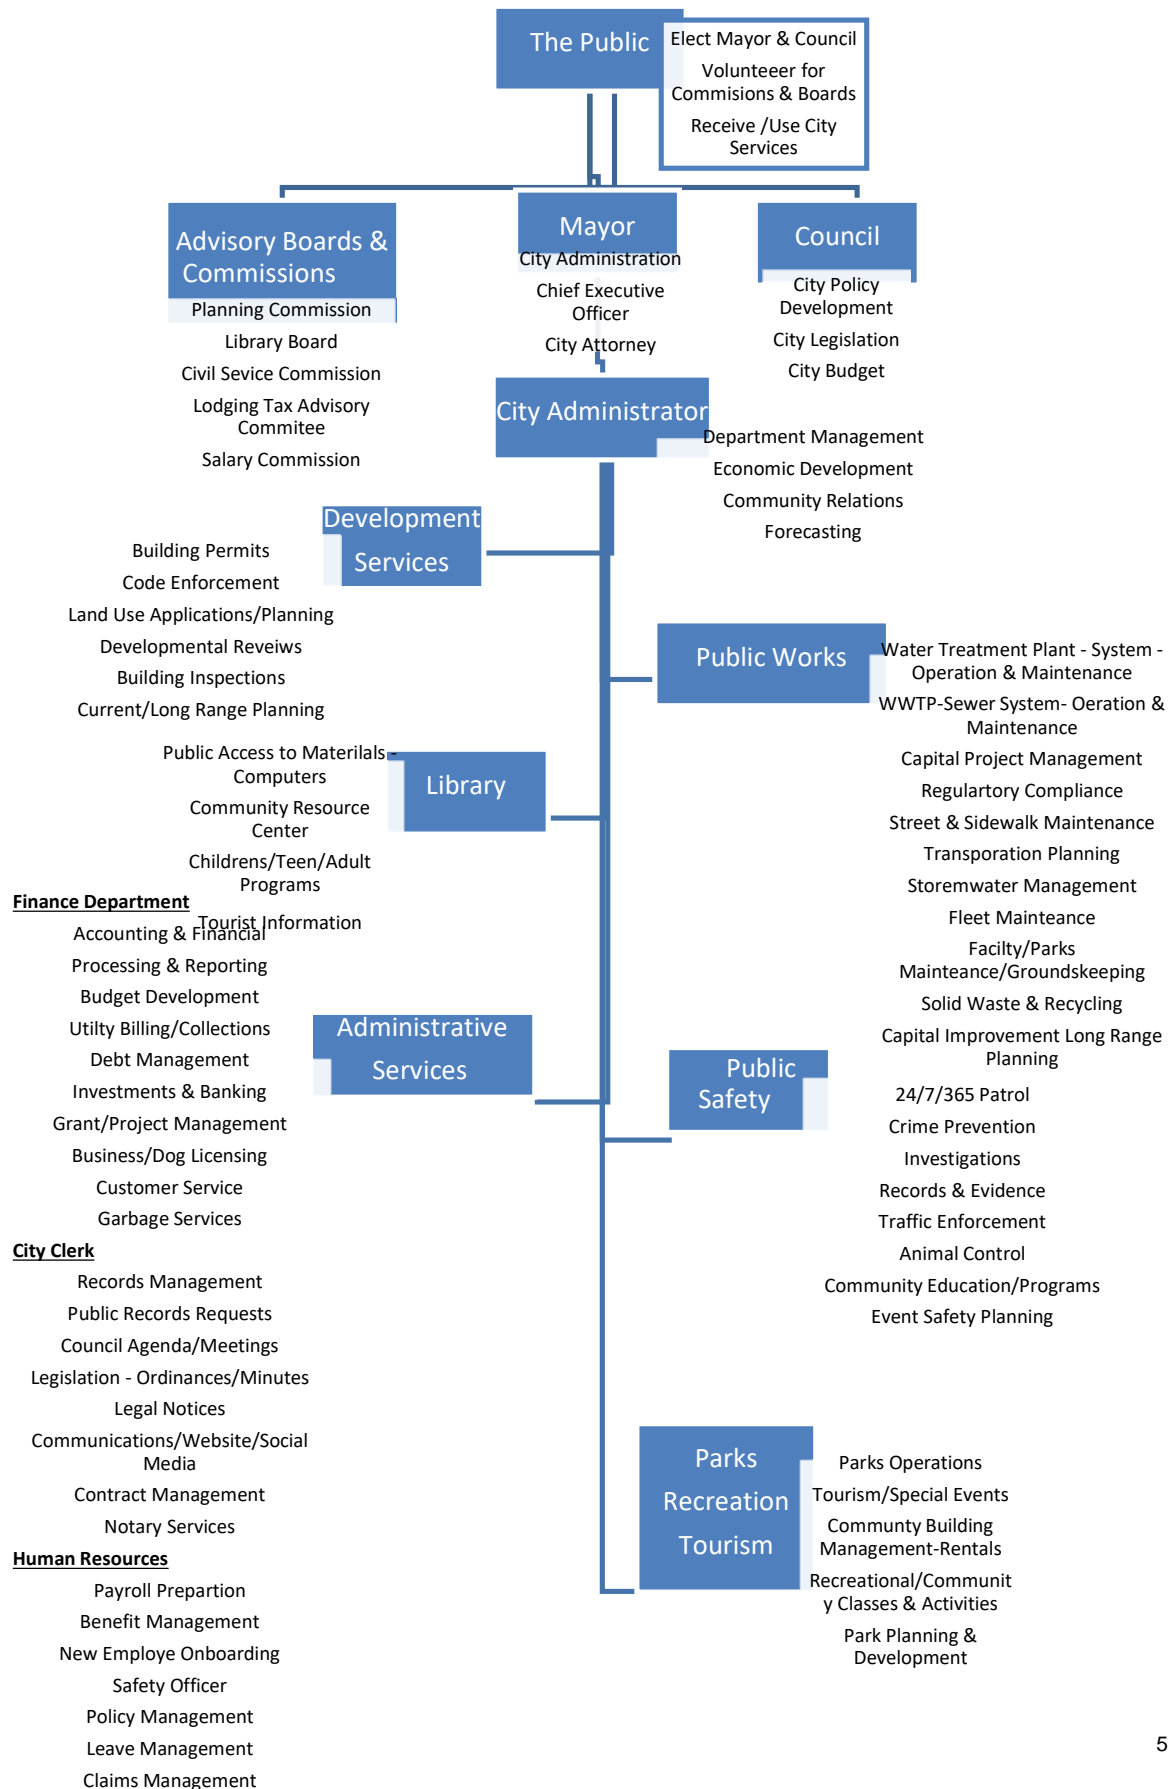 The Public
Elect Mayor & Council
Volunteeer for
Commisions & Boards
Receive /Use City
Services
Advisory Boards &
Commissions
Planning Commission
Library Board
Civil Sevice Commission
Lodging Tax Advisory
Commitee
Salary Commission
Mayor
City Administration
Chief Executive
Officer
City Attorney
Council
City Policy
Development
City Legislation
City Budget
City Administrator
Department Management
Economic Development
Community Relations
Forecasting
Development
Services
Building Permits
Code Enforcement
Land Use Applications/Planning
Developmental Reveiws
Building Inspections
Current/Long Range Planning
Public Works
Water Treatment Plant - System -
Operation & Maintenance
WWTP-Sewer System- Oeration &
Maintenance
Capital Project Management
Regulartory Compliance
Street & Sidewalk Maintenance
Transporation Planning
Storemwater Management
Fleet Mainteance
Facilty/Parks
Mainteance/Groundskeeping
Solid Waste & Recycling
Capital Improvement Long Range
Planning
Library
Public Access to Materilals -
Computers
Community Resource
Center
Childrens/Teen/Adult
Programs
Tourist Information
Administrative
Services
Finance Department
Accounting & Financial
Processing & Reporting
Budget Development
Utilty Billing/Collections
Debt Management
Investments & Banking
Grant/Project Management
Business/Dog Licensing
Customer Service
Garbage Services
City Clerk
Records Management
Public Records Requests
Council Agenda/Meetings
Legislation - Ordinances/Minutes
Legal Notices
Communications/Website/Social
Media
Contract Management
Notary Services
Human Resources
Payroll Prepartion
Benefit Management
New Employe Onboarding
Safety Officer
Policy Management
Leave Management
Claims Management
Public
Safety
24/7/365 Patrol
Crime Prevention
Investigations
Records & Evidence
Traffic Enforcement
Animal Control
Community Education/Programs
Event Safety Planning
Parks
Recreation
Tourism
Parks Operations
Tourism/Special Events
Communty Building
Management-Rentals
Recreational/Communit
y Classes & Activities
Park Planning &
Development
5